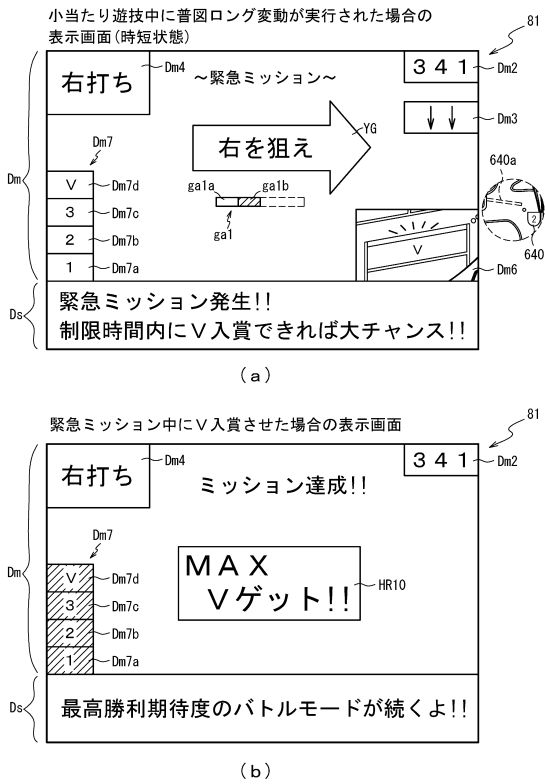 小当たり遊技中に普図ロング変動が実行された場合の
表示画面(時短状態)
81
右打ち
Dm4
～緊急ミッション～
３４１
Dm2
YG
右を狙え
↓↓
Dm3
Dm
Dm7
V
Dm7d
3
Dm7c
2
Dm7b
1
Dm7a
ga1a
ga1b
ga1
640a
2
640
V
Dm6
Ds
緊急ミッション発生!!
制限時間内にＶ入賞できれば大チャンス!!
(a)
緊急ミッション中にＶ入賞させた場合の表示画面
81
右打ち
Dm4
ミッション達成!!
３４１
Dm2
Dm
Dm7
V
Dm7d
3
Dm7c
2
Dm7b
1
Dm7a
ＭＡＸ
Ｖゲット!!
HR10
Ds
最高勝利期待度のバトルモードが続くよ!!
(b)